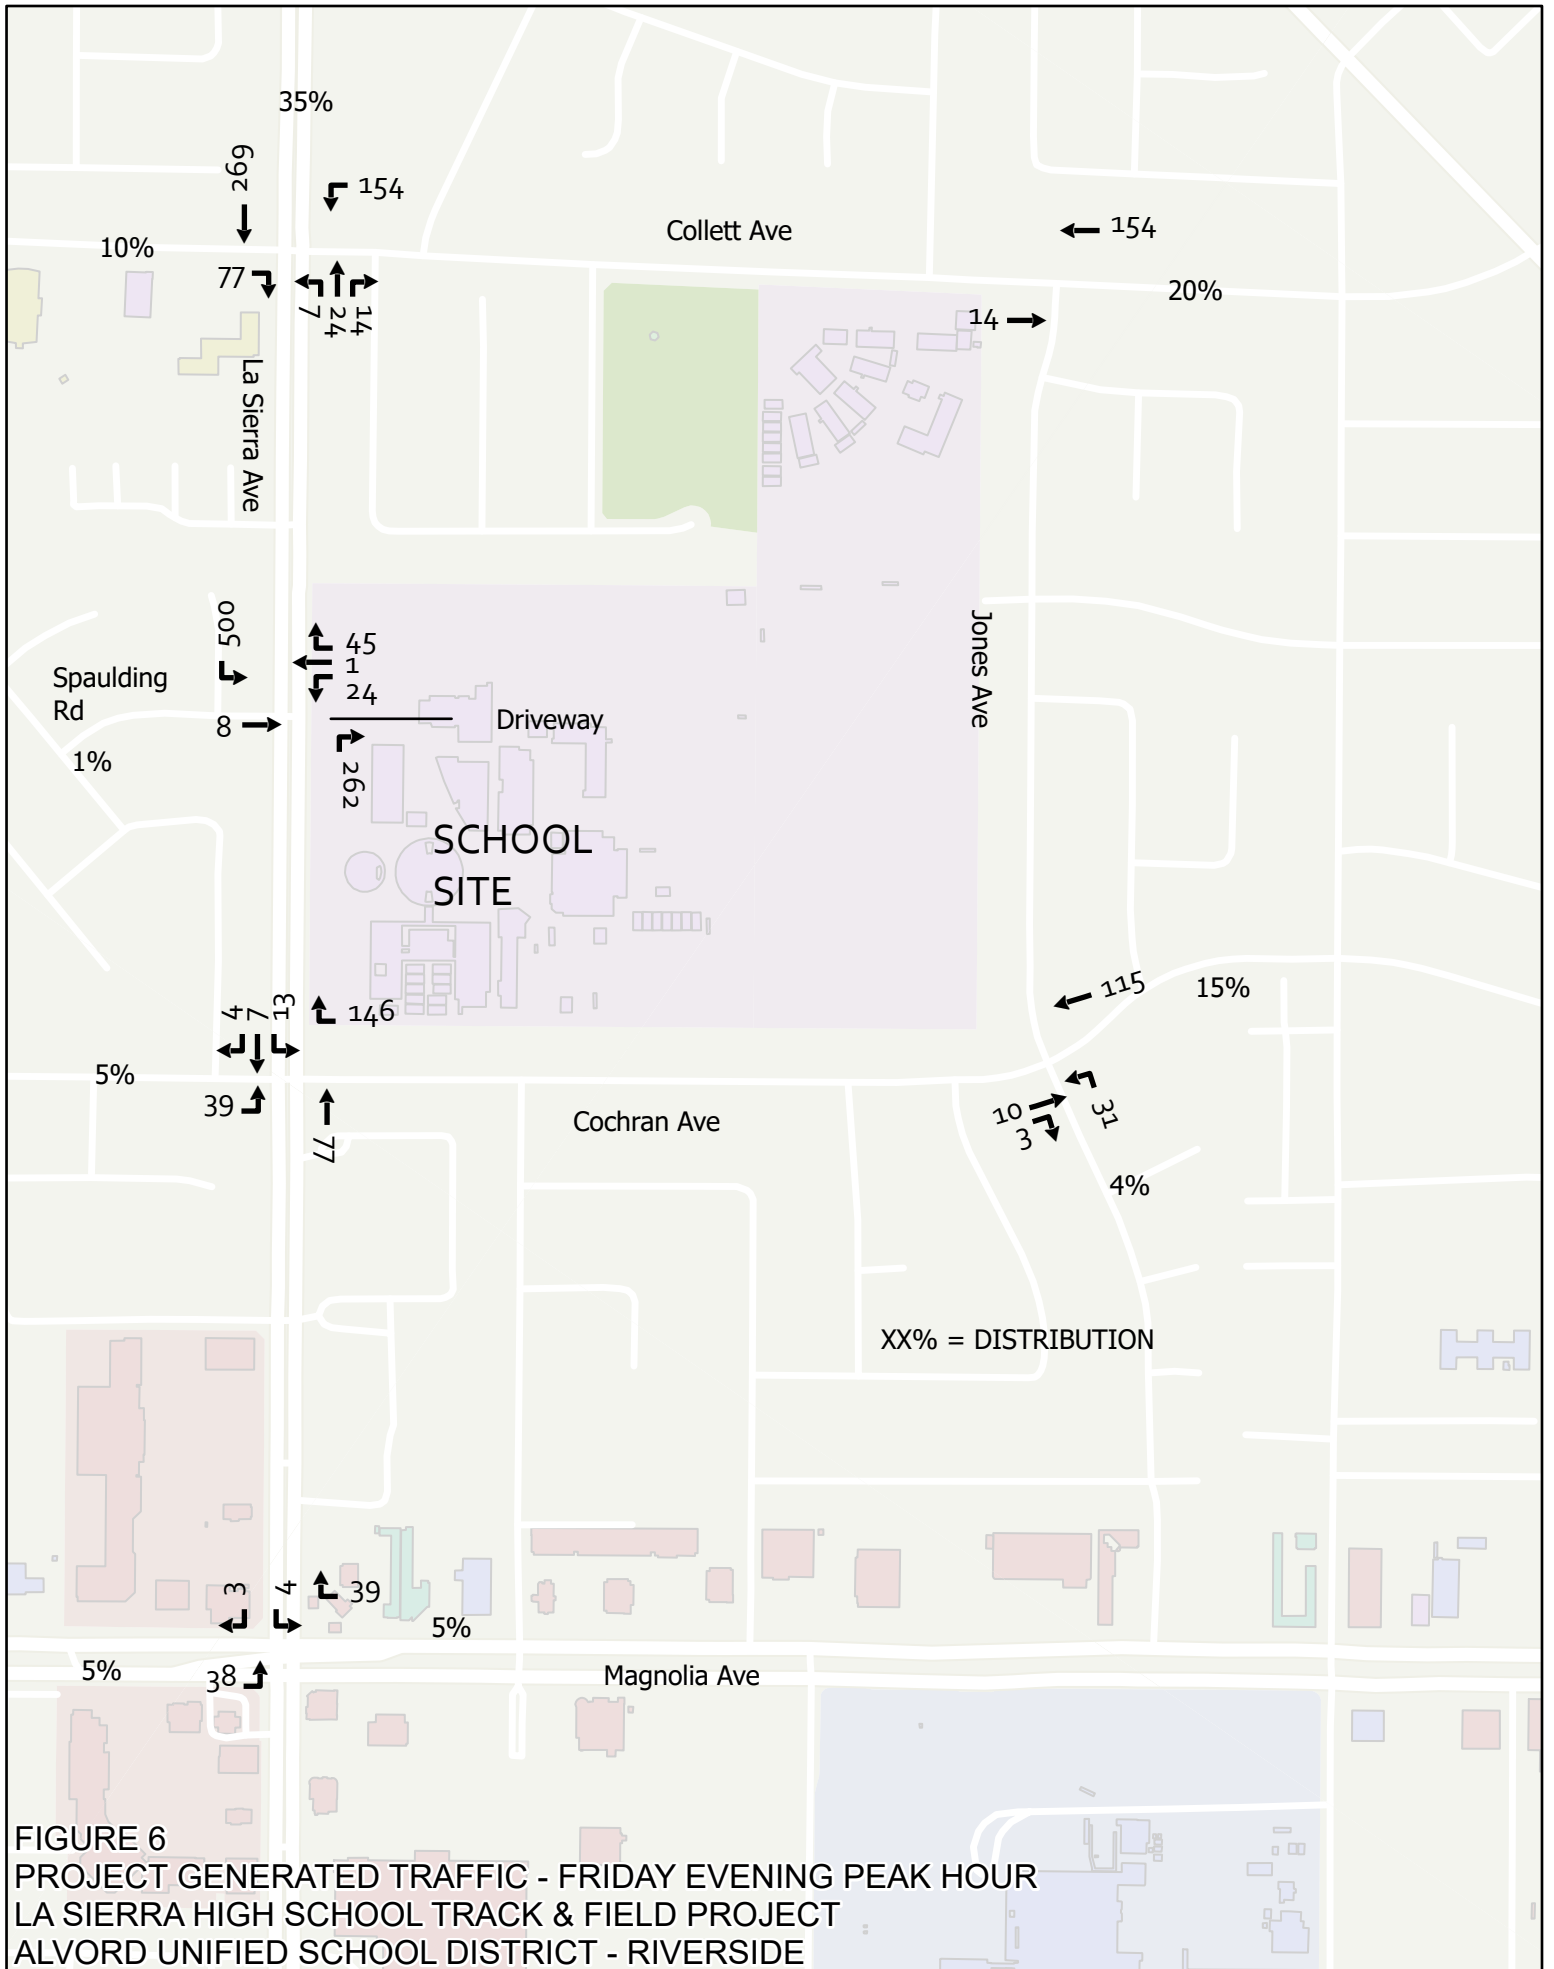 35%
269
154
Collett Ave
154
10%
77
7
24
14
20%
14
La Sierra Ave
500
45
1
24
Jones Ave
Spaulding
Rd
8
Driveway
1%
262
SCHOOL
SITE
115
15%
4
7
13
146
5%
39
77
Cochran Ave
10
3
31
4%
XX% = DISTRIBUTION
3
4
39
5%
5%
38
Magnolia Ave
FIGURE 6
PROJECT GENERATED TRAFFIC - FRIDAY EVENING PEAK HOUR
LA SIERRA HIGH SCHOOL TRACK & FIELD PROJECT
ALVORD UNIFIED SCHOOL DISTRICT - RIVERSIDE